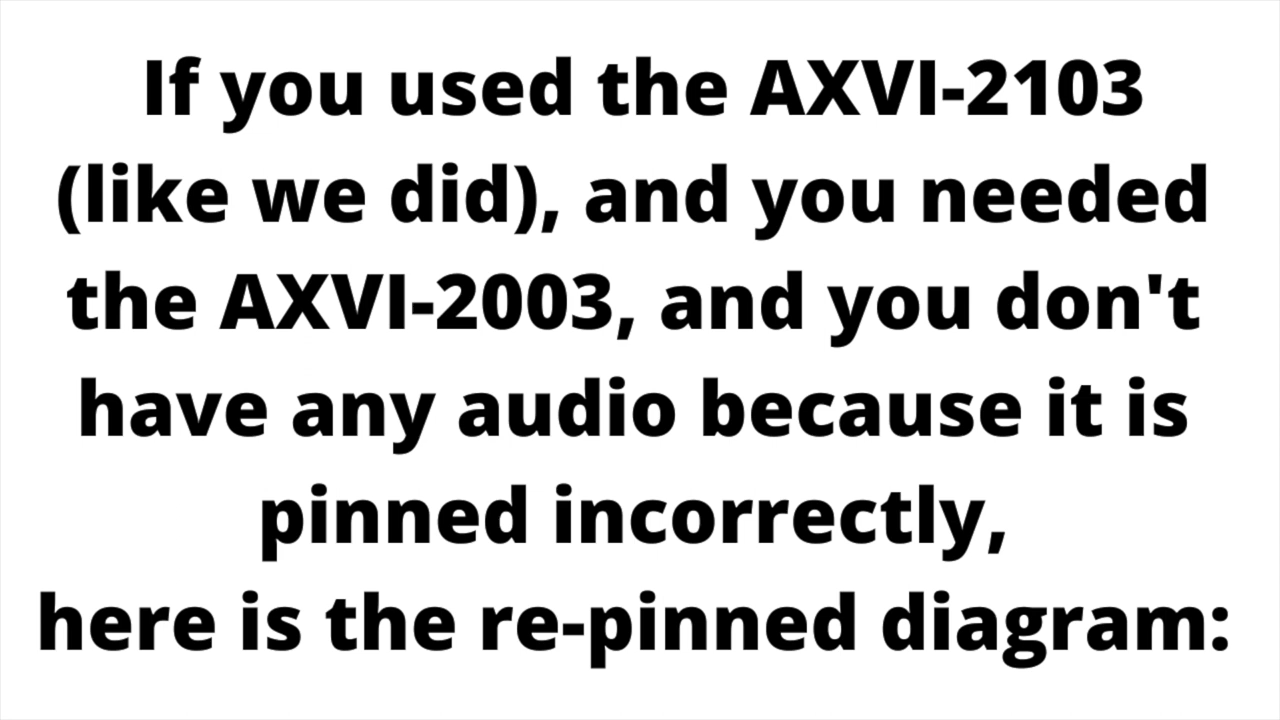 If you used the AXVI-2103
(like we did), and you needed
the AXVI-2003, and you don't
have any audio because it is
pinned incorrectly,
here is the re-pinned diagram: